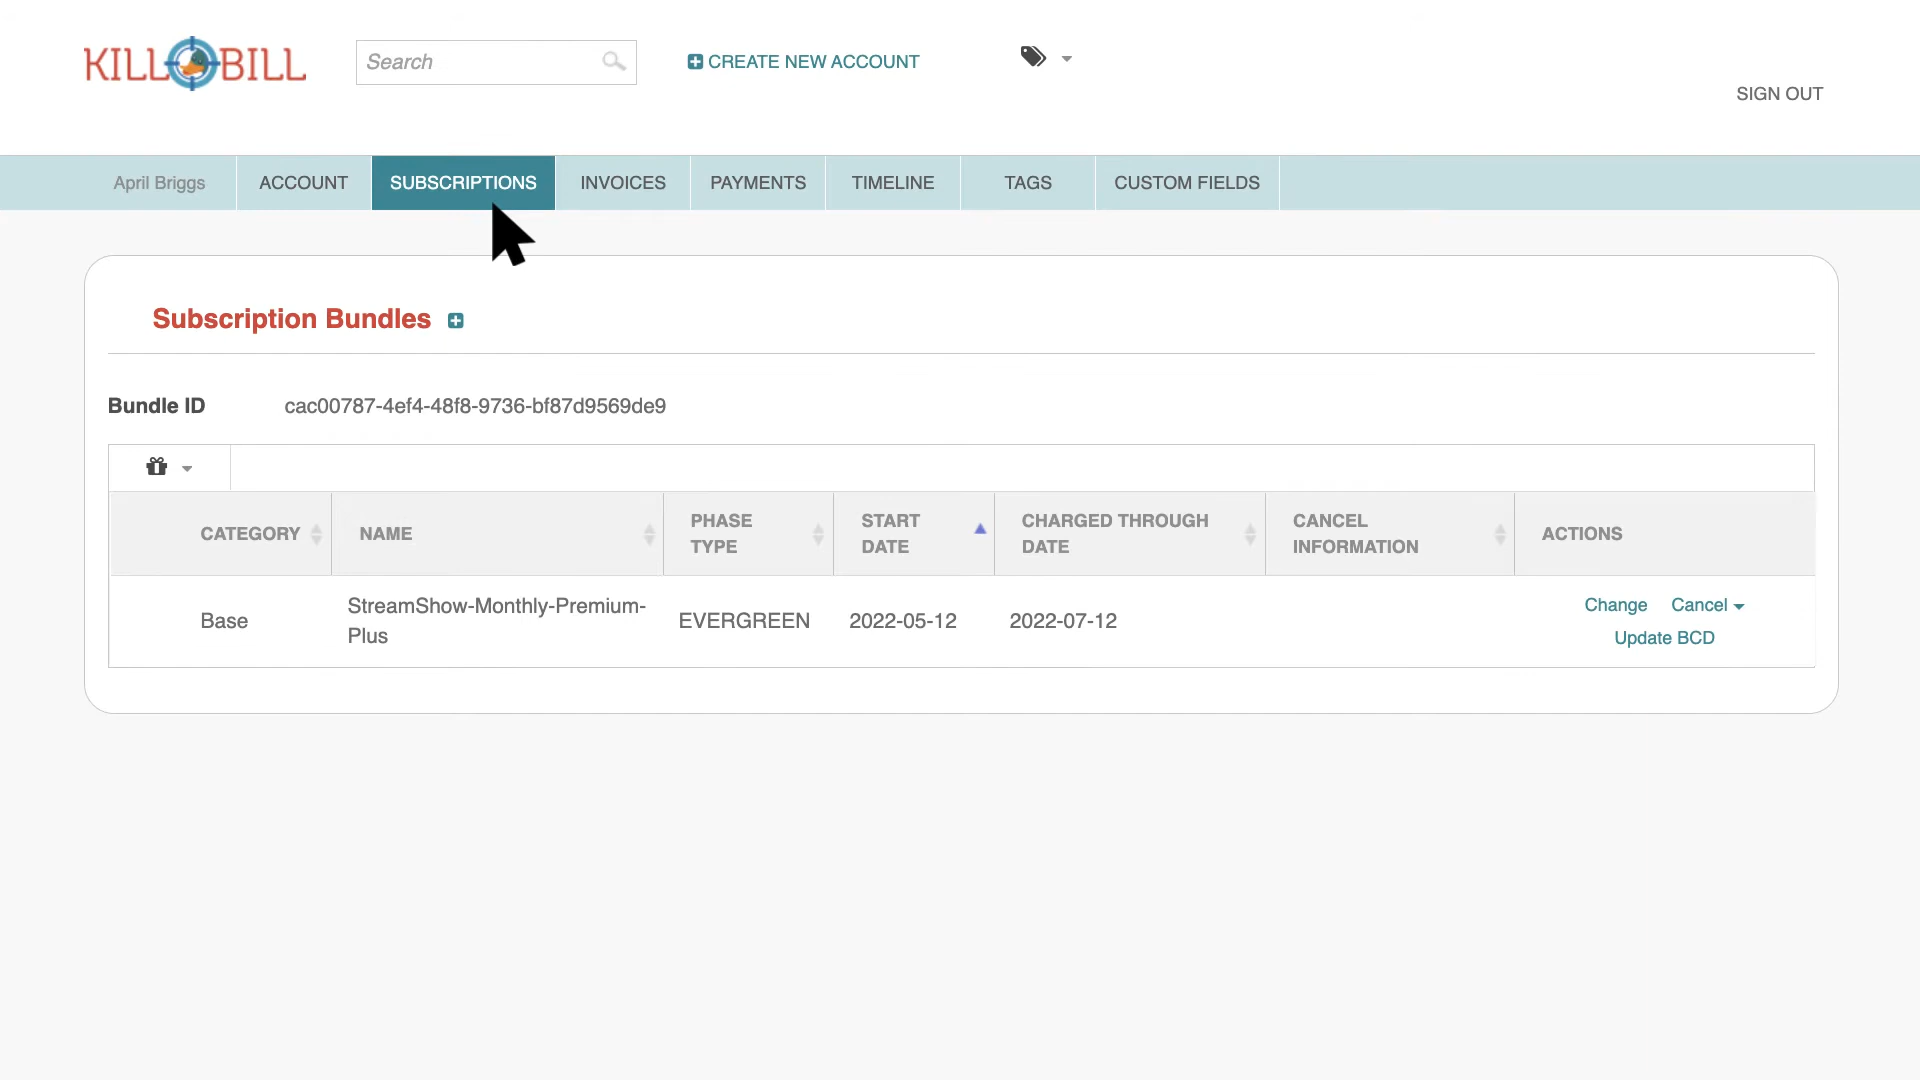 KILL BILL
Search
CREATE NEW ACCOUNT
SIGN OUT
April Briggs
ACCOUNT
SUBSCRIPTIONS
INVOICES
PAYMENTS
TIMELINE
TAGS
CUSTOM FIELDS
Subscription Bundles
Bundle ID
cac00787-4ef4-48f8-9736-bf87d9569de9
CATEGORY
NAME
PHASE
TYPE
START
DATE
CHARGED THROUGH
DATE
CANCEL
INFORMATION
ACTIONS
Base
StreamShow-Monthly-Premium-
Plus
EVERGREEN
2022-05-12
2022-07-12
Change
Cancel
Update BCD